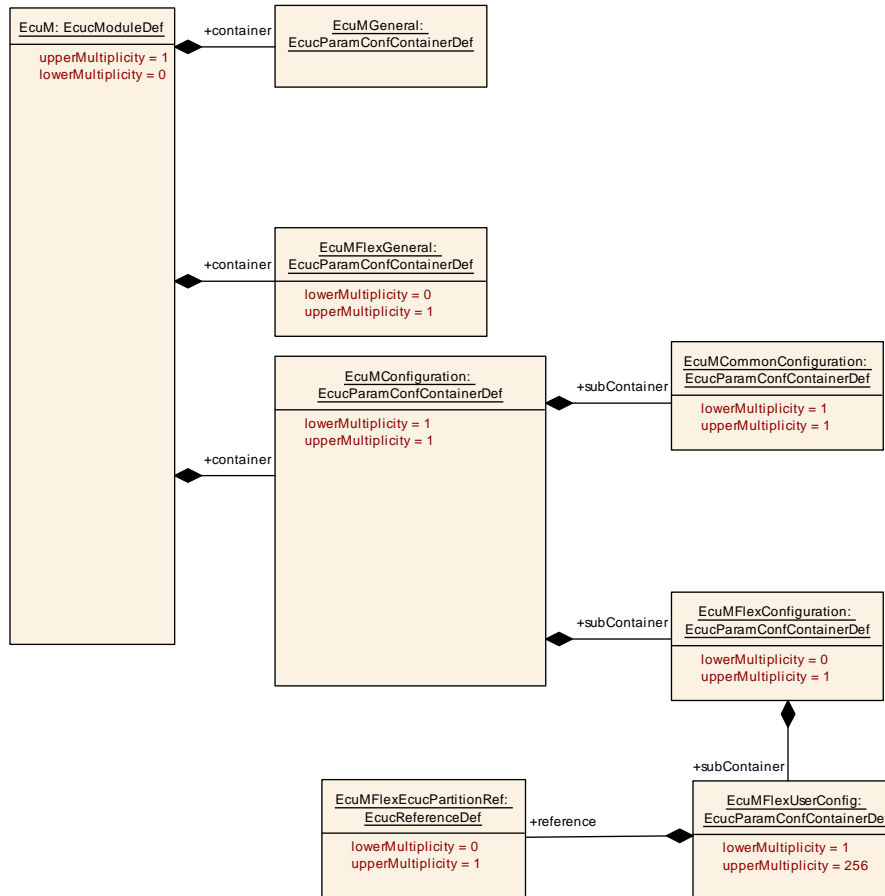 EcuM: EcucModuleDef
upperMultiplicity = 1
lowerMultiplicity = 0
+container
EcuMGeneral:
EcucParamConfContainerDef
+container
EcuMFlexGeneral:
EcucParamConfContainerDef
lowerMultiplicity = 0
upperMultiplicity = 1
+container
EcuMConfiguration:
EcucParamConfContainerDef
lowerMultiplicity = 1
upperMultiplicity = 1
+subContainer
EcuMCommonConfiguration:
EcucParamConfContainerDef
lowerMultiplicity = 1
upperMultiplicity = 1
+subContainer
EcuMFlexConfiguration:
EcucParamConfContainerDef
lowerMultiplicity = 0
upperMultiplicity = 1
+subContainer
EcuMFlexEcucPartitionRef:
EcucReferenceDef
lowerMultiplicity = 0
upperMultiplicity = 1
+reference
EcuMFlexUserConfig:
EcucParamConfContainerDef
lowerMultiplicity = 1
upperMultiplicity = 256